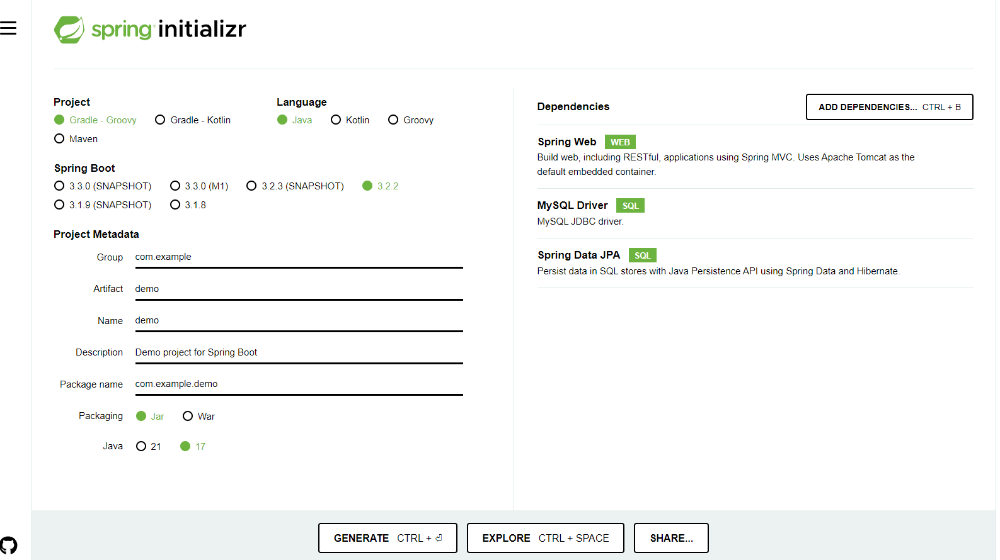 spring initializr
Project
Gradle - Groovy Gradle - Kotlin
Maven
Language
Java Kotlin Groovy
Spring Boot
3.3.0 (SNAPSHOT) 3.3.0 (M1) 3.2.3 (SNAPSHOT) 3.2.2
3.1.9 (SNAPSHOT) 3.1.8
Project Metadata
Group com.example
Artifact demo
Name demo
Description Demo project for Spring Boot
Package name com.example.demo
Packaging Jar War
Java 21 17
Dependencies
ADD DEPENDENCIES... CTRL + B
Spring Web WEB
Build web, including RESTful, applications using Spring MVC. Uses Apache Tomcat as the
default embedded container.
MySQL Driver SQL
MySQL JDBC driver.
Spring Data JPA SQL
Persist data in SQL stores with Java Persistence API using Spring Data and Hibernate.
GENERATE CTRL + ⏎
EXPLORE CTRL + SPACE
SHARE...